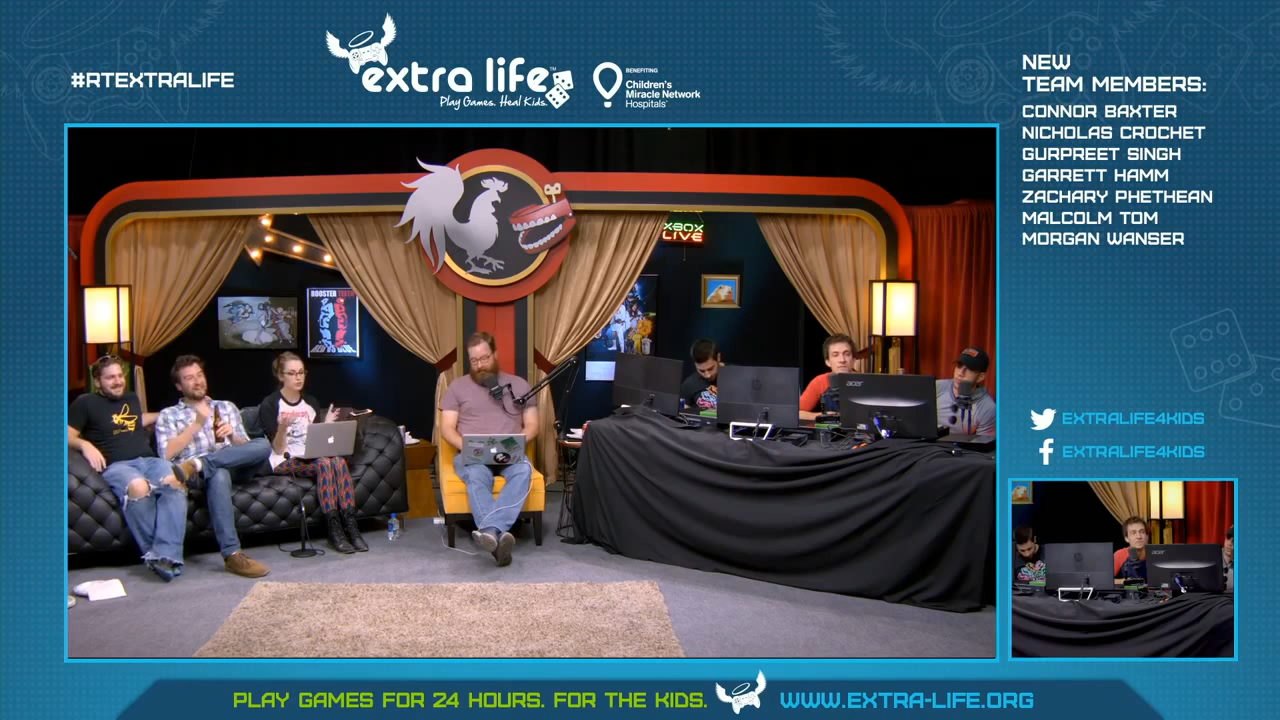 #RTEXTRALIFE
extra life™
Play Games. Heal Kids.
BENEFITING
Children's
Miracle Network
Hospitals®
NEW
TEAM MEMBERS:
CONNOR BAXTER
NICHOLAS CROCHET
GURPREET SINGH
GARRETT HAMM
ZACHARY PHETHEAN
MALCOLM TOM
MORGAN WANSER
XBOX
LIVE
ROOSTER TEETH
acer
EXTRALIFE4KIDS
EXTRALIFE4KIDS
acer
PLAY GAMES FOR 24 HOURS. FOR THE KIDS.
WWW.EXTRA-LIFE.ORG